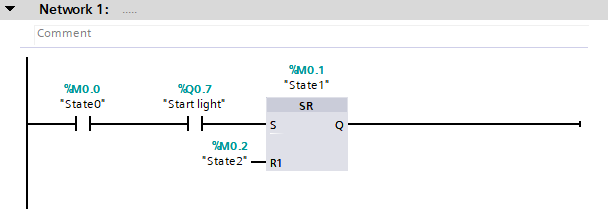 Network 1: .....
Comment
%M0.1
"State1"
%M0.0
"State0"
%Q0.7
"Start light"
SR
S
Q
%M0.2
"State2"
R1